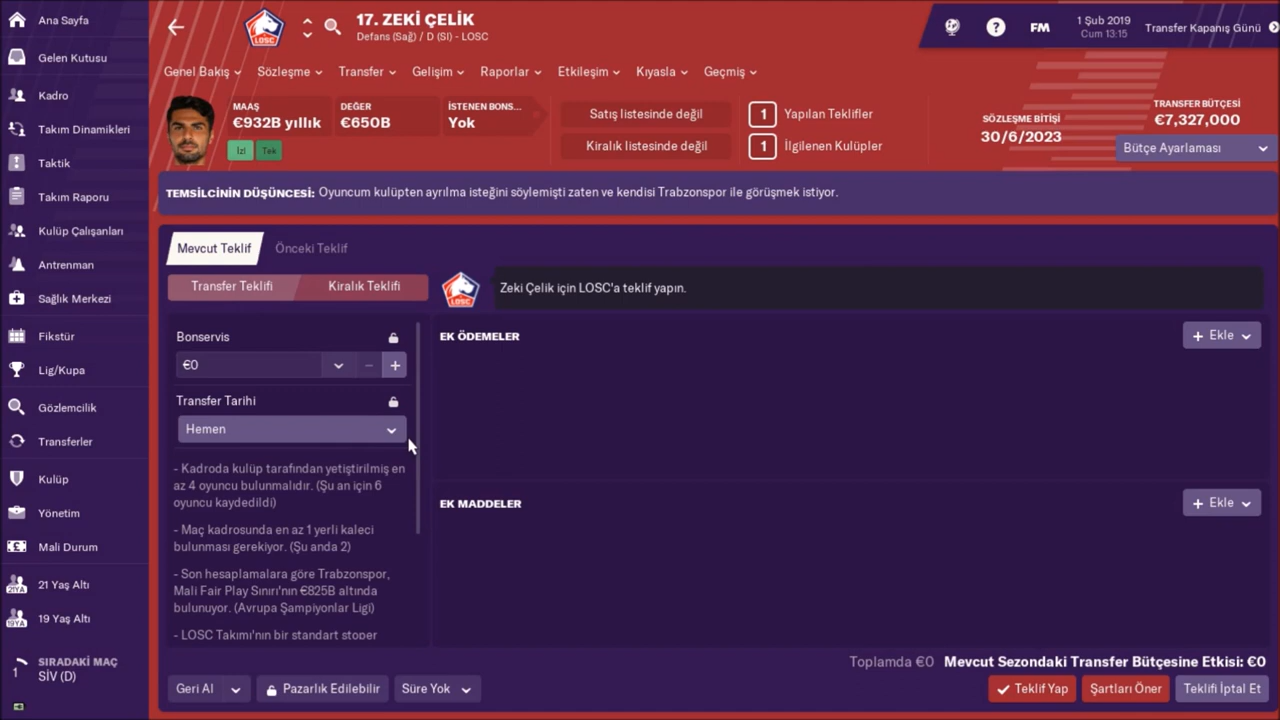 Ana Sayfa
Gelen Kutusu
Kadro
Takım Dinamikleri
Taktik
Takım Raporu
Kulüp Çalışanları
Antrenman
Sağlık Merkezi
Fikstür
Lig/Kupa
Gözlemcilik
Transferler
Kulüp
Yönetim
Mali Durum
21 Yaş Altı
19 Yaş Altı
SIRADAKİ MAÇ
SİV (D)
LOSC
17. ZEKİ ÇELİK
Defans (Sağ) / D (SI) - LOSC
?
FM
1 Şub 2019
Cum 13:15
Transfer Kapanış Günü
Genel Bakış
Sözleşme
Transfer
Gelişim
Raporlar
Etkileşim
Kıyasla
Geçmiş
MAAŞ
€932B yıllık
DEĞER
€650B
İSTENEN BONS...
Yok
İzl
Tek
Satış listesinde değil
Kiralık listesinde değil
1 Yapılan Teklifler
1 İlgilenen Kulüpler
SÖZLEŞME BİTİŞİ
30/6/2023
TRANSFER BÜTÇESİ
€7,327,000
Bütçe Ayarlaması
TEMSİLCİNİN DÜŞÜNCESİ: Oyuncum kulüpten ayrılma isteğini söylemişti zaten ve kendisi Trabzonspor ile görüşmek istiyor.
Mevcut Teklif
Önceki Teklif
Transfer Teklifi
Kiralık Teklifi
LOSC
Zeki Çelik için LOSC'a teklif yapın.
Bonservis
€0
Transfer Tarihi
Hemen
- Kadroda kulüp tarafından yetiştirilmiş en
az 4 oyuncu bulunmalıdır. (Şu an için 6
oyuncu kaydedildi)
- Maç kadrosunda en az 1 yerli kaleci
bulunması gerekiyor. (Şu anda 2)
- Son hesaplamalara göre Trabzonspor,
Mali Fair Play Sınırı'nın €825B altında
bulunuyor. (Avrupa Şampiyonlar Ligi)
- LOSC Takımı'nın bir standart stoper
EK ÖDEMELER
+ Ekle
EK MADDELER
+ Ekle
Toplamda €0 Mevcut Sezondaki Transfer Bütçesine Etkisi: €0
Geri Al
Pazarlık Edilebilir
Süre Yok
Teklif Yap
Şartları Öner
Teklifi İptal Et